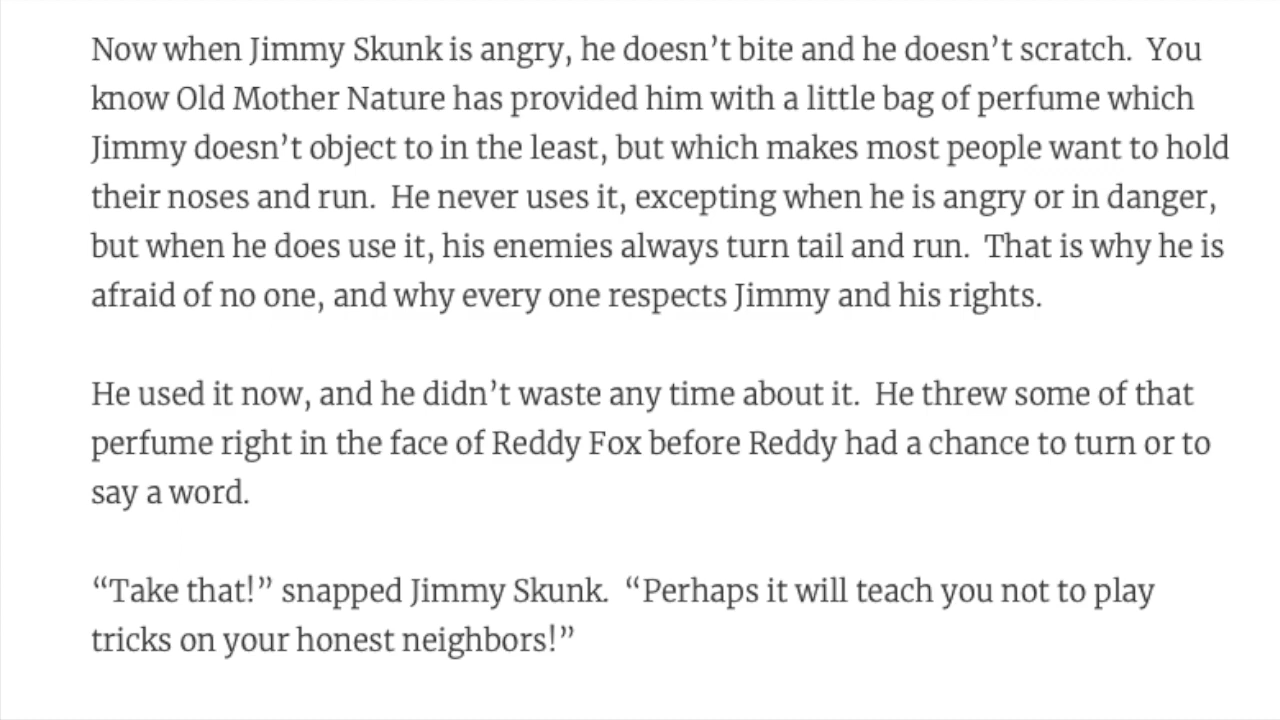 Now when Jimmy Skunk is angry, he doesn’t bite and he doesn’t scratch.  You
know Old Mother Nature has provided him with a little bag of perfume which
Jimmy doesn’t object to in the least, but which makes most people want to hold
their noses and run.  He never uses it, excepting when he is angry or in danger,
but when he does use it, his enemies always turn tail and run.  That is why he is
afraid of no one, and why every one respects Jimmy and his rights.
He used it now, and he didn’t waste any time about it.  He threw some of that
perfume right in the face of Reddy Fox before Reddy had a chance to turn or to
say a word.
“Take that!” snapped Jimmy Skunk.  “Perhaps it will teach you not to play
tricks on your honest neighbors!”